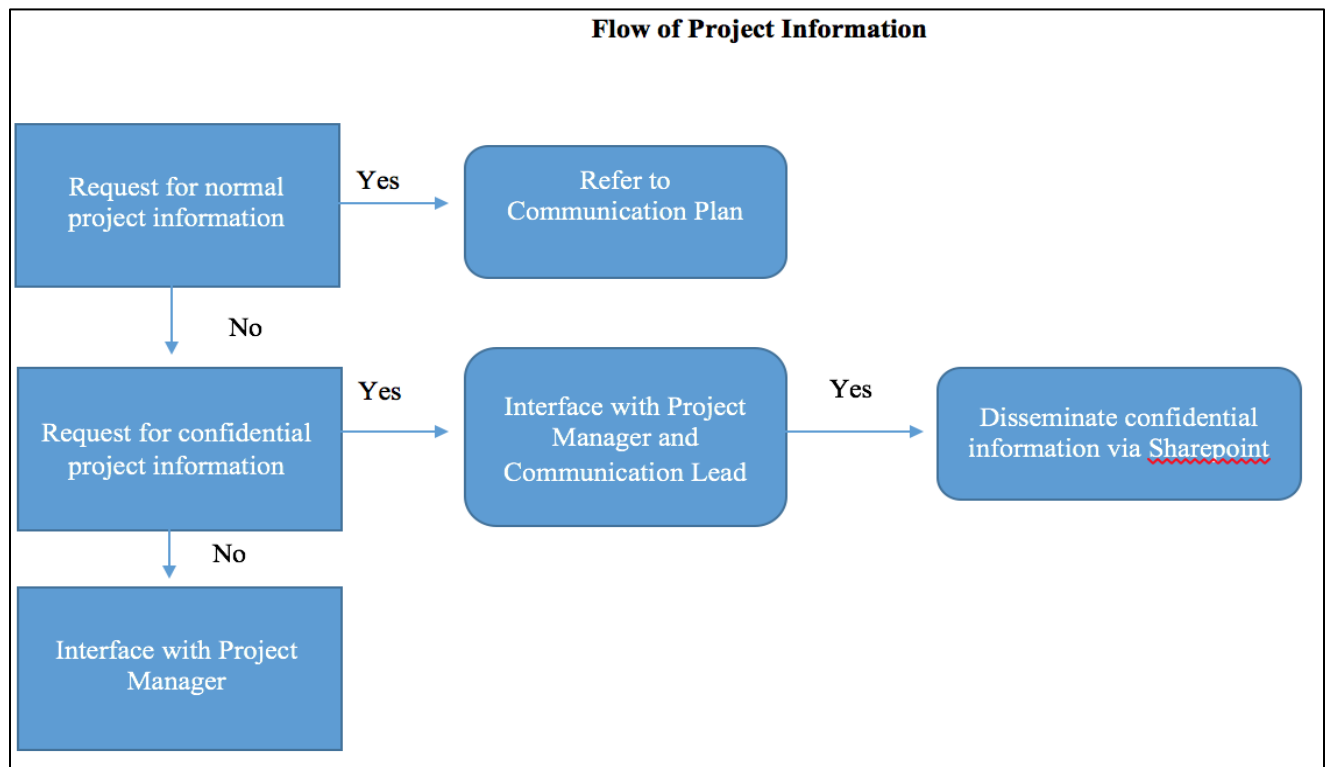 Flow of Project Information
Request for normal
project information
Yes
Refer to
Communication Plan
No
Request for confidential
project information
Yes
Interface with Project
Manager and
Communication Lead
Yes
Disseminate confidential
information via Sharepoint
No
Interface with Project
Manager